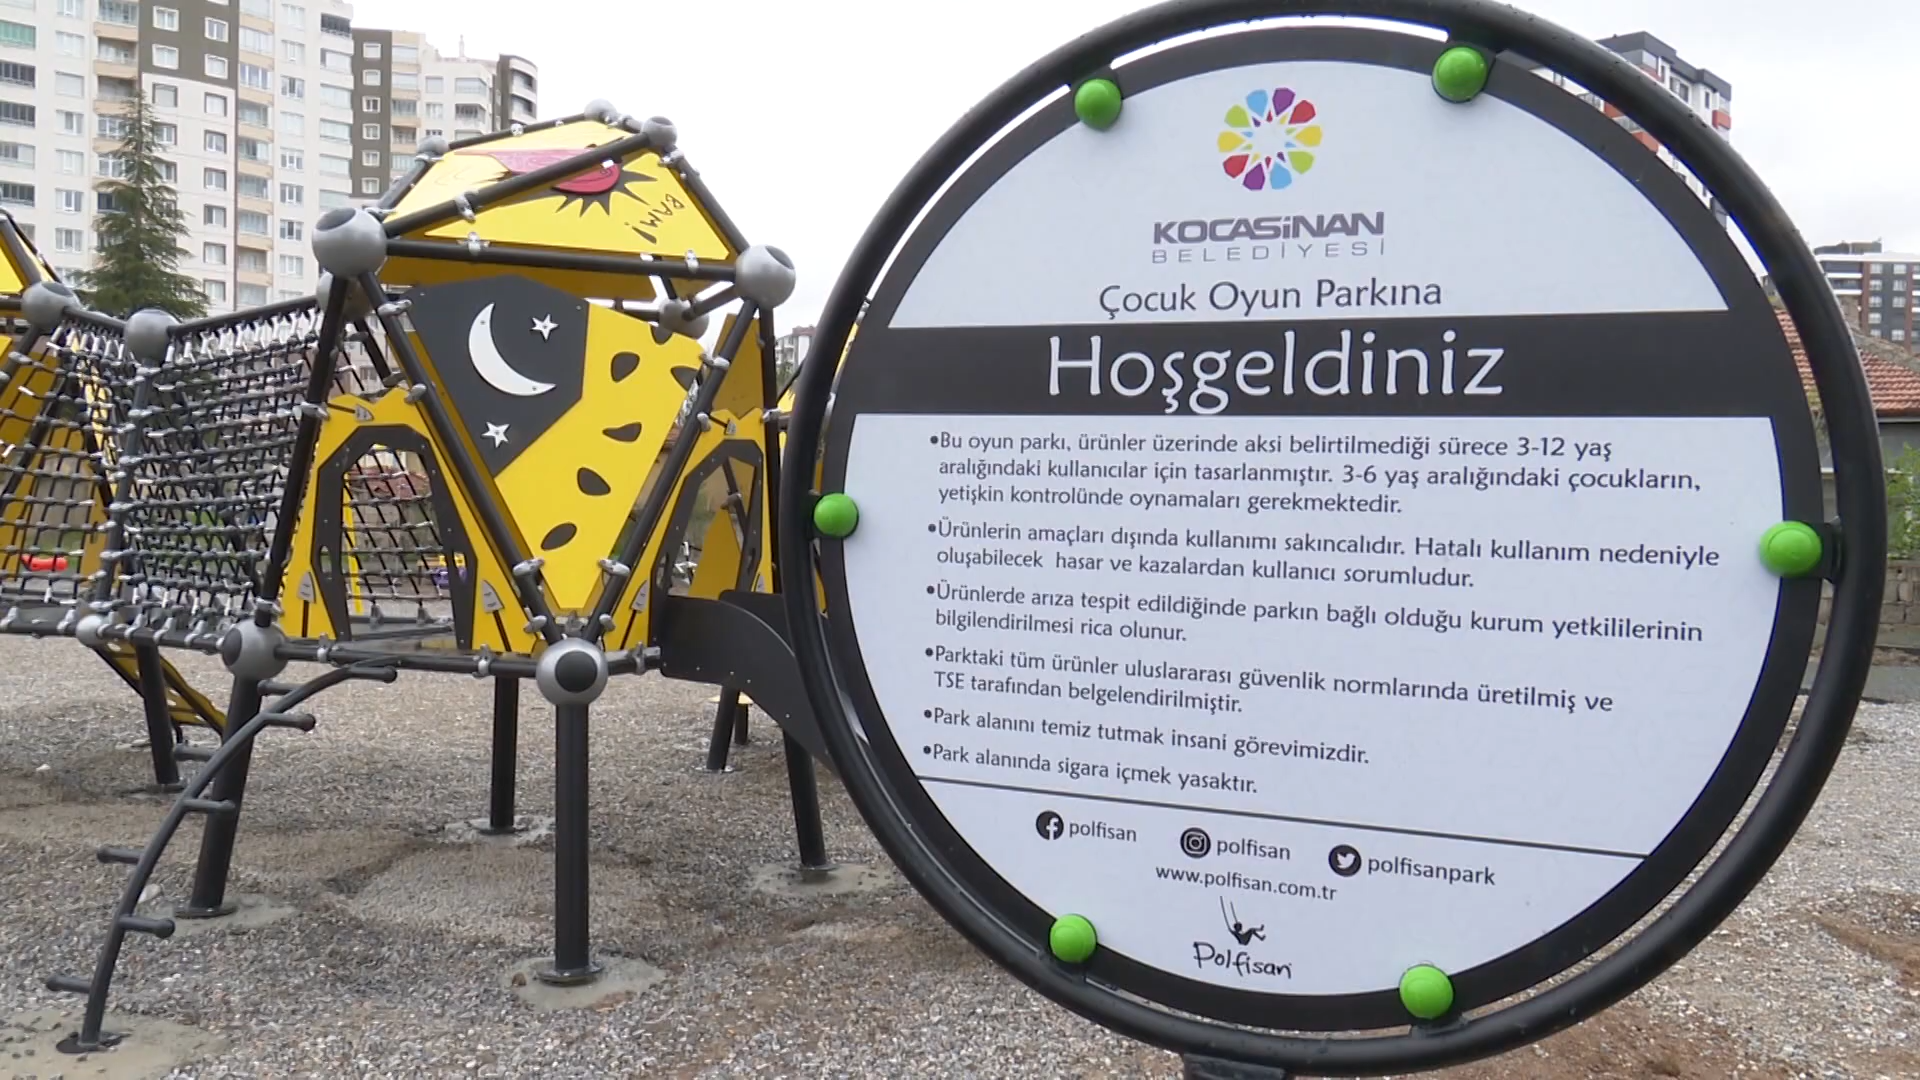 BAM!
KOCASiNAN
BELEDİYESİ
Çocuk Oyun Parkına
Hoşgeldiniz
•Bu oyun parkı, ürünler üzerinde aksi belirtilmediği sürece 3-12 yaş
aralığındaki kullanıcılar için tasarlanmıştır. 3-6 yaş aralığındaki çocukların,
yetişkin kontrolünde oynamaları gerekmektedir.
•Ürünlerin amaçları dışında kullanımı sakıncalıdır. Hatalı kullanım nedeniyle
oluşabilecek hasar ve kazalardan kullanıcı sorumludur.
•Ürünlerde arıza tespit edildiğinde parkın bağlı olduğu kurum yetkililerinin
bilgilendirilmesi rica olunur.
•Parktaki tüm ürünler uluslararası güvenlik normlarında üretilmiş ve
TSE tarafından belgelendirilmiştir.
•Park alanını temiz tutmak insani görevimizdir.
•Park alanında sigara içmek yasaktır.
polfisan polfisan polfisanpark
www.polfisan.com.tr
Polfisan